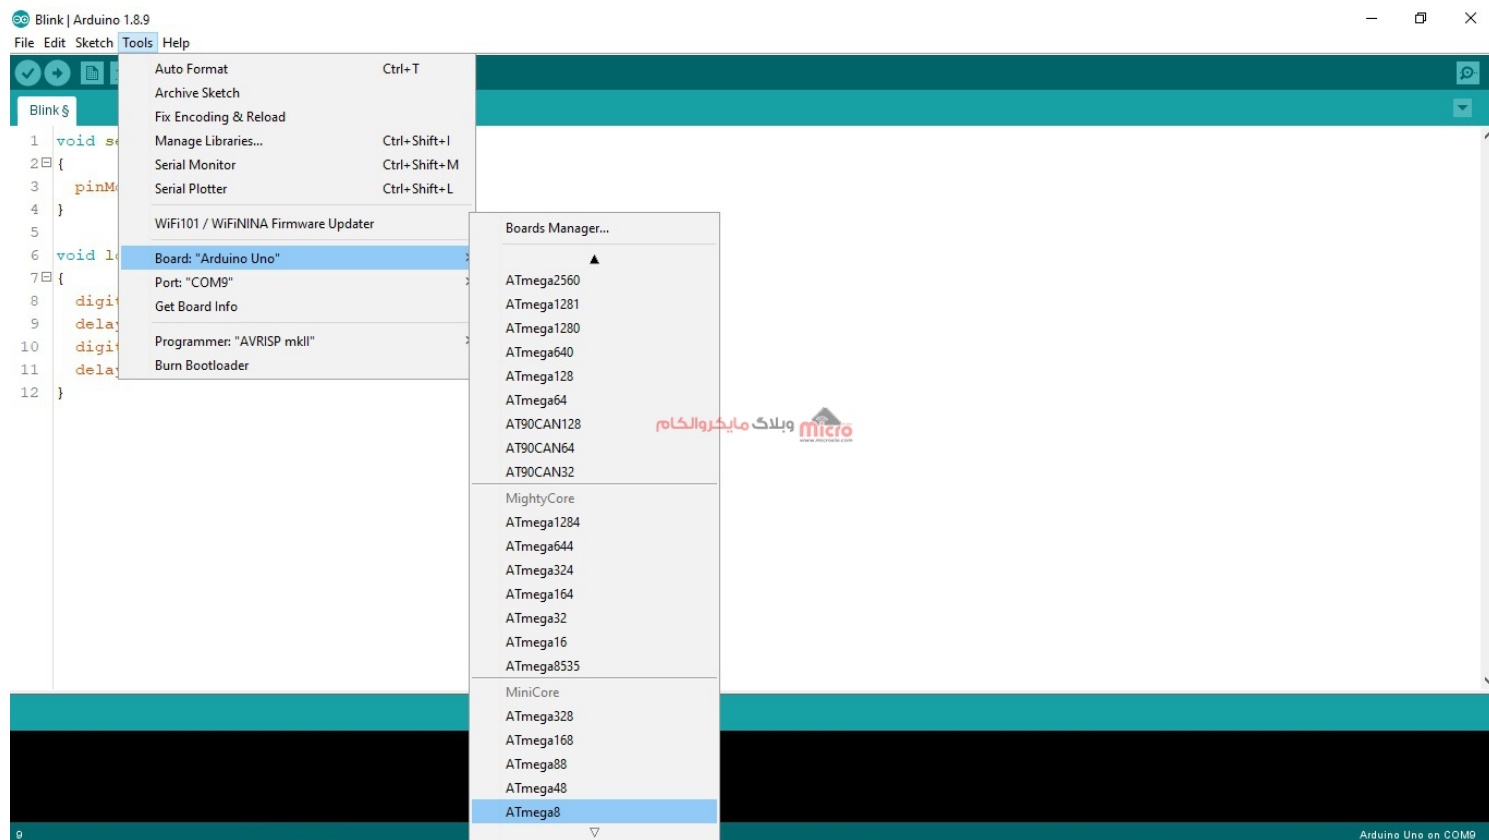 Blink | Arduino 1.8.9
File Edit Sketch Tools Help
Blink §
Auto Format Ctrl+T
Archive Sketch
Fix Encoding & Reload
Manage Libraries... Ctrl+Shift+I
Serial Monitor Ctrl+Shift+M
Serial Plotter Ctrl+Shift+L
WiFi101 / WiFiNINA Firmware Updater
Board: "Arduino Uno"
Port: "COM9"
Get Board Info
Programmer: "AVRISP mkII"
Burn Bootloader
1 void se
2 {
3 pinM
4 }
5
6 void l
7 {
8 digit
9 delay
10 digit
11 delay
12 }
Boards Manager...
ATmega2560
ATmega1281
ATmega1280
ATmega640
ATmega128
ATmega64
AT90CAN128
AT90CAN64
AT90CAN32
MightyCore
ATmega1284
ATmega644
ATmega324
ATmega164
ATmega32
ATmega16
ATmega8535
MiniCore
ATmega328
ATmega168
ATmega88
ATmega48
ATmega8
وبلاگ مایکروالکام
micro
9
Arduino Uno on COM9